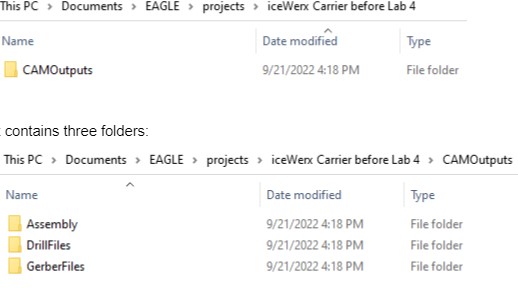 This PC > Documents > EAGLE > projects > iceWerx Carrier before Lab 4
Name Date modified Type
CAMOutputs 9/21/2022 4:18 PM File folder
contains three folders:
This PC > Documents > EAGLE > projects > iceWerx Carrier before Lab 4 > CAMOutputs
Name Date modified Type
Assembly 9/21/2022 4:18 PM File folder
DrillFiles 9/21/2022 4:18 PM File folder
GerberFiles 9/21/2022 4:18 PM File folder